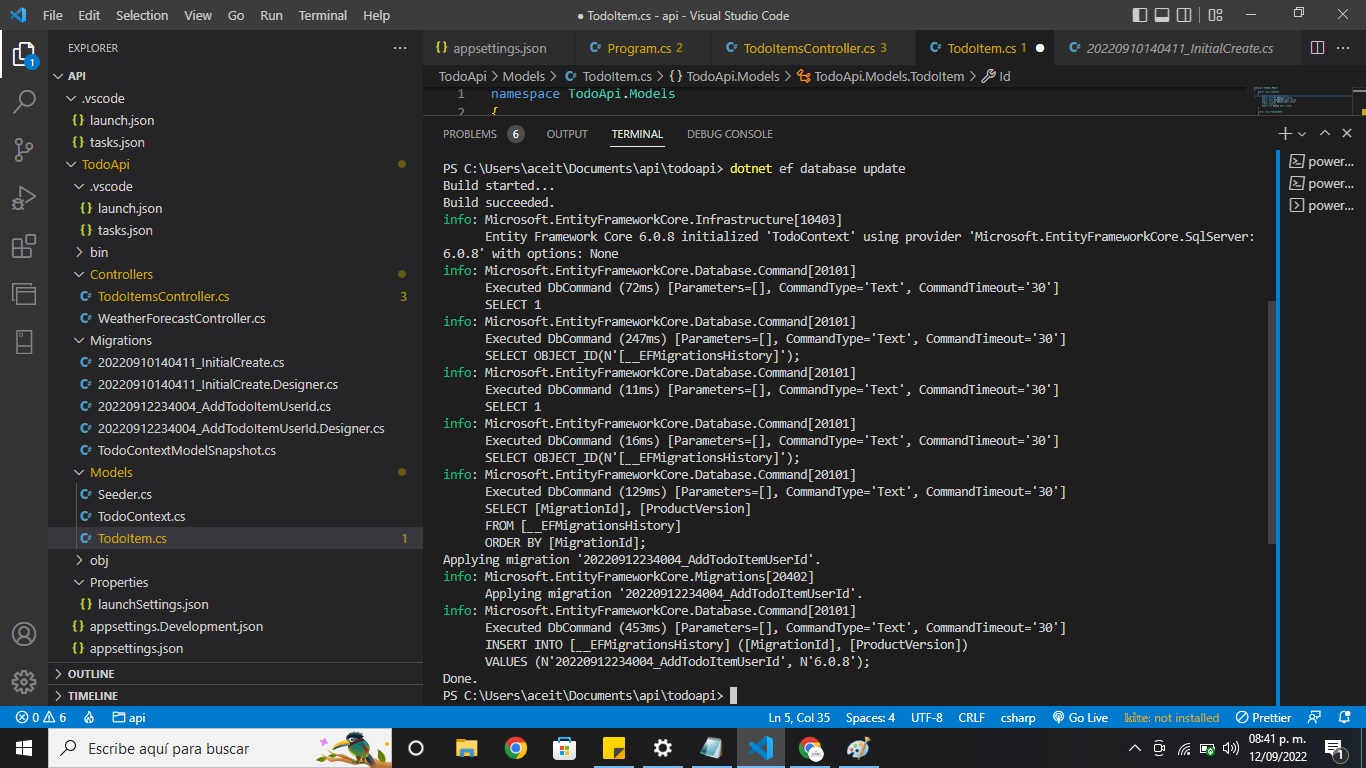 File Edit Selection View Go Run Terminal Help
● TodoItem.cs - api - Visual Studio Code
EXPLORER
API
.vscode
launch.json
tasks.json
TodoApi
.vscode
launch.json
tasks.json
bin
Controllers
TodoItemsController.cs 3
WeatherForecastController.cs
Migrations
20220910140411_InitialCreate.cs
20220910140411_InitialCreate.Designer.cs
20220912234004_AddTodoItemUserId.cs
20220912234004_AddTodoItemUserId.Designer.cs
TodoContextModelSnapshot.cs
Models
Seeder.cs
TodoContext.cs
TodoItem.cs 1
obj
Properties
launchSettings.json
appsettings.Development.json
appsettings.json
OUTLINE
TIMELINE
1
appsettings.json Program.cs 2 TodoItemsController.cs 3 TodoItem.cs 1 ● 20220910140411_InitialCreate.cs
TodoApi > Models > TodoItem.cs > {} TodoApi.Models > TodoApi.Models.TodoItem > Id
1 namespace TodoApi.Models
2 {
PROBLEMS 6 OUTPUT TERMINAL DEBUG CONSOLE
PS C:\Users\aceit\Documents\api\todoapi> dotnet ef database update
Build started...
Build succeeded.
info: Microsoft.EntityFrameworkCore.Infrastructure[10403]
Entity Framework Core 6.0.8 initialized 'TodoContext' using provider 'Microsoft.EntityFrameworkCore.SqlServer:
6.0.8' with options: None
info: Microsoft.EntityFrameworkCore.Database.Command[20101]
Executed DbCommand (72ms) [Parameters=[], CommandType='Text', CommandTimeout='30']
SELECT 1
info: Microsoft.EntityFrameworkCore.Database.Command[20101]
Executed DbCommand (247ms) [Parameters=[], CommandType='Text', CommandTimeout='30']
SELECT OBJECT_ID(N'[__EFMigrationsHistory]');
info: Microsoft.EntityFrameworkCore.Database.Command[20101]
Executed DbCommand (11ms) [Parameters=[], CommandType='Text', CommandTimeout='30']
SELECT 1
info: Microsoft.EntityFrameworkCore.Database.Command[20101]
Executed DbCommand (16ms) [Parameters=[], CommandType='Text', CommandTimeout='30']
SELECT OBJECT_ID(N'[__EFMigrationsHistory]');
info: Microsoft.EntityFrameworkCore.Database.Command[20101]
Executed DbCommand (129ms) [Parameters=[], CommandType='Text', CommandTimeout='30']
SELECT [MigrationId], [ProductVersion]
FROM [__EFMigrationsHistory]
ORDER BY [MigrationId];
Applying migration '20220912234004_AddTodoItemUserId'.
info: Microsoft.EntityFrameworkCore.Migrations[20402]
Applying migration '20220912234004_AddTodoItemUserId'.
info: Microsoft.EntityFrameworkCore.Database.Command[20101]
Executed DbCommand (453ms) [Parameters=[], CommandType='Text', CommandTimeout='30']
INSERT INTO [__EFMigrationsHistory] ([MigrationId], [ProductVersion])
VALUES (N'20220912234004_AddTodoItemUserId', N'6.0.8');
Done.
PS C:\Users\aceit\Documents\api\todoapi>
power...
power...
power...
0 6 api Ln 5, Col 35 Spaces: 4 UTF-8 CRLF csharp Go Live kite: not installed Prettier
Escribe aquí para buscar
08:41 p. m.
12/09/2022
1